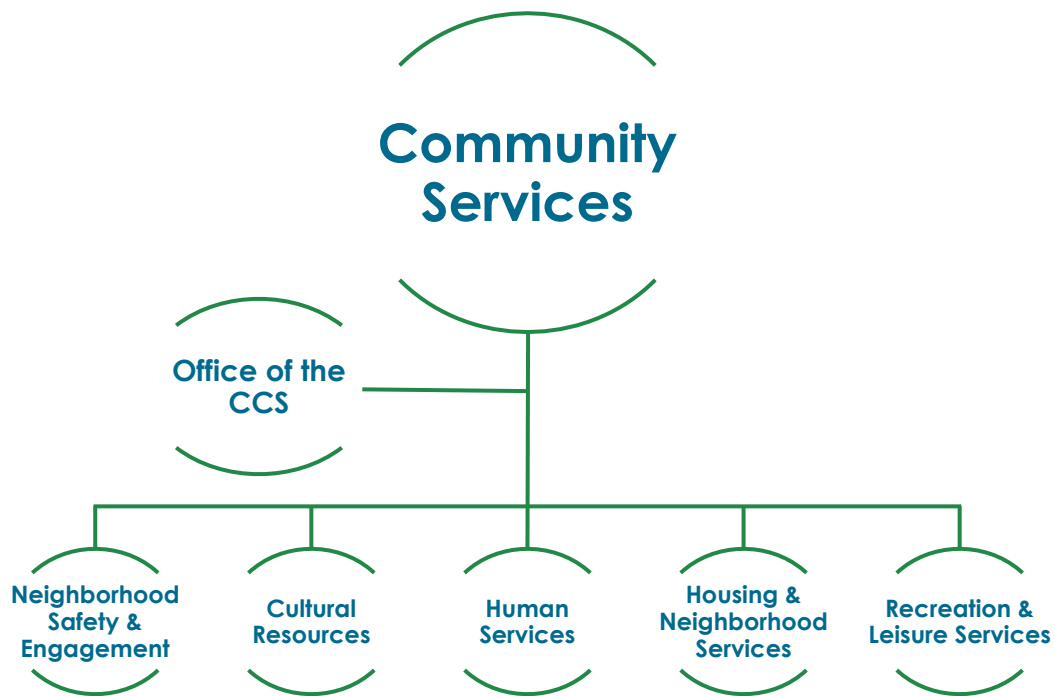 Community
Services
Office of the
CCS
Neighborhood
Safety &
Engagement
Cultural
Resources
Human
Services
Housing &
Neighborhood
Services
Recreation &
Leisure Services